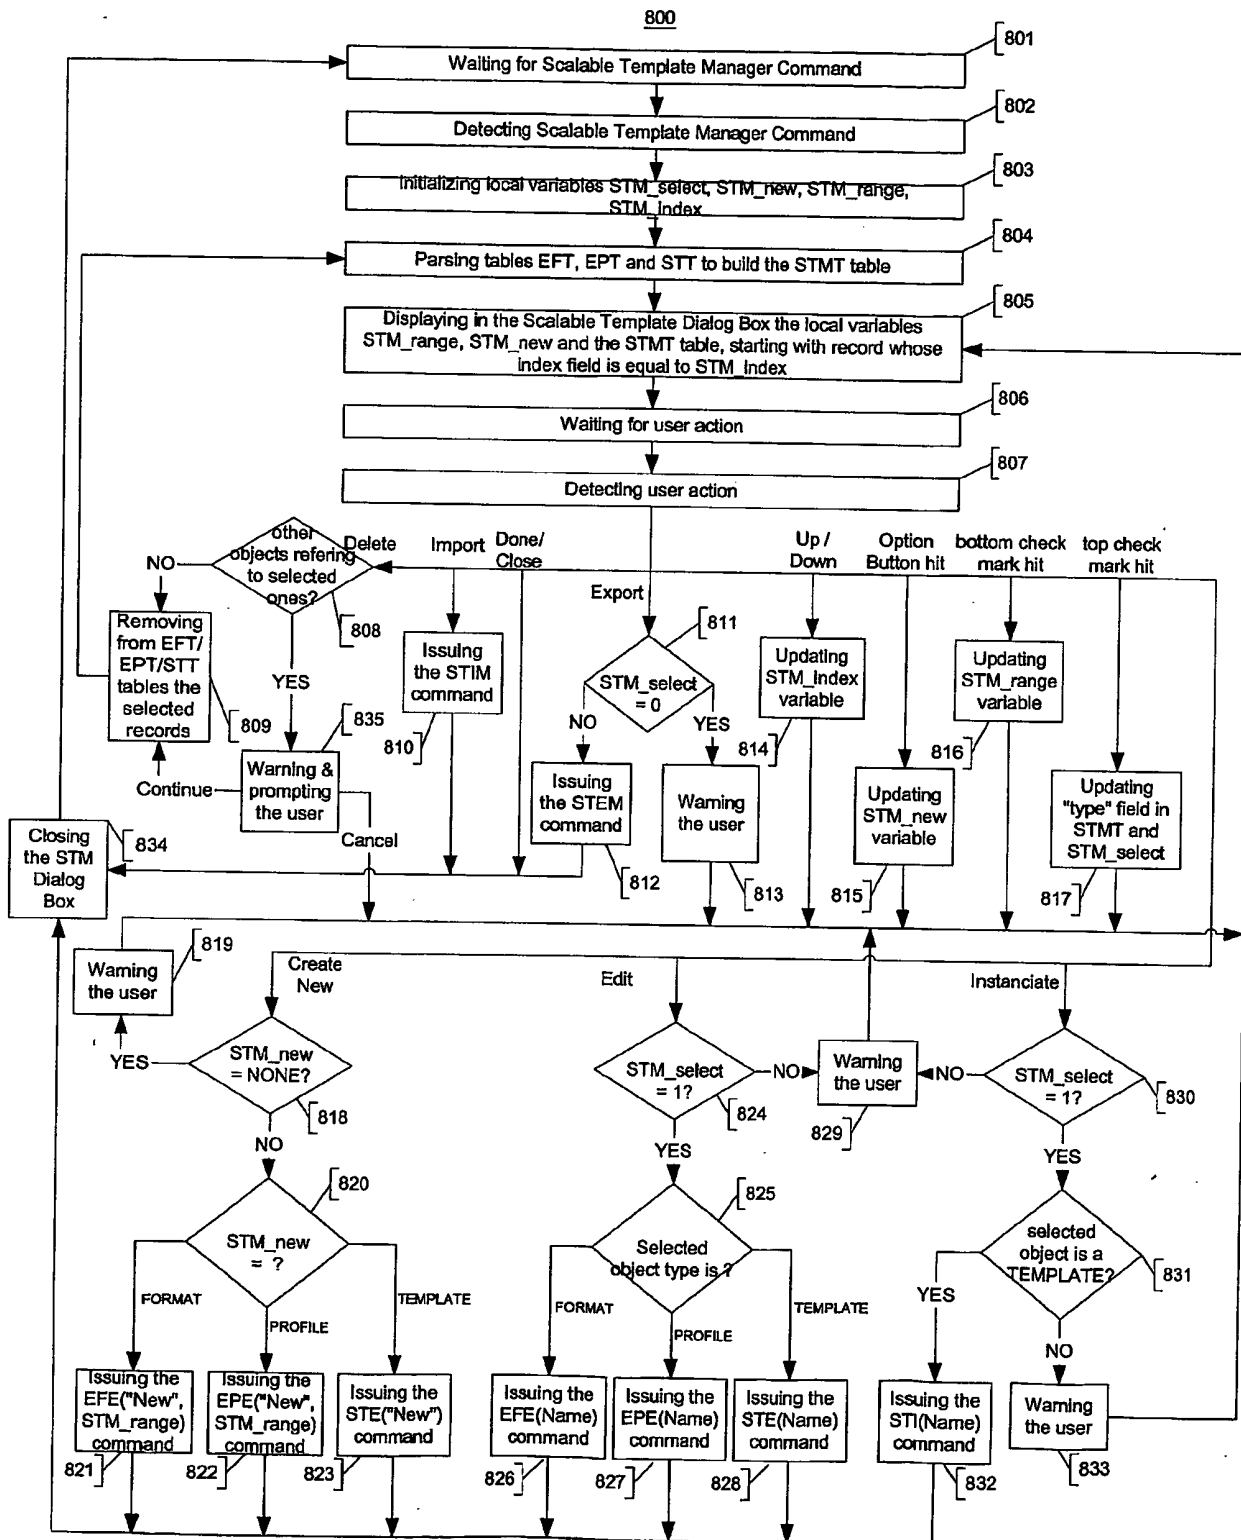 800
801
Waiting for Scalable Template Manager Command
802
Detecting Scalable Template Manager Command
803
Initializing local variables STM_select, STM_new, STM_range,
STM_index
804
Parsing tables EFT, EPT and STT to build the STMT table
805
Displaying in the Scalable Template Dialog Box the local variables
STM_range, STM_new and the STMT table, starting with record whose
Index field is equal to STM_Index
806
Waiting for user action
807
Detecting user action
other
objects refering
to selected
ones?
808
Delete
Import
Done/
Close
Export
Up /
Down
Option
Button hit
bottom check
mark hit
top check
mark hit
NO
Removing
from EFT/
EPT/STT
tables the
selected
records
809
YES
835
Warning &
prompting
the user
Continue
Cancel
Issuing
the STIM
command
810
811
STM_select
= 0
NO
YES
Issuing
the STEM
command
812
Warning
the user
813
Updating
STM_Index
variable
814
Updating
STM_new
variable
815
Updating
STM_range
variable
816
Updating
"type" field in
STMT and
STM_select
817
Closing
the STM
Dialog
Box
834
819
Warning
the user
YES
Create
New
Edit
Instanciate
STM_new
= NONE?
818
NO
STM_select
= 1?
824
NO
Warning
the user
829
NO
STM_select
= 1?
830
YES
YES
820
STM_new
= ?
825
Selected
object type is ?
selected
object is a
TEMPLATE?
831
FORMAT
PROFILE
TEMPLATE
FORMAT
PROFILE
TEMPLATE
YES
NO
Issuing the
EFE("New",
STM_range)
command
821
Issuing the
EPE("New",
STM_range)
command
822
Issuing the
STE("New")
command
823
Issuing the
EFE(Name)
command
826
Issuing the
EPE(Name)
command
827
Issuing the
STE(Name)
command
828
Issuing the
STI(Name)
command
832
Warning
the user
833